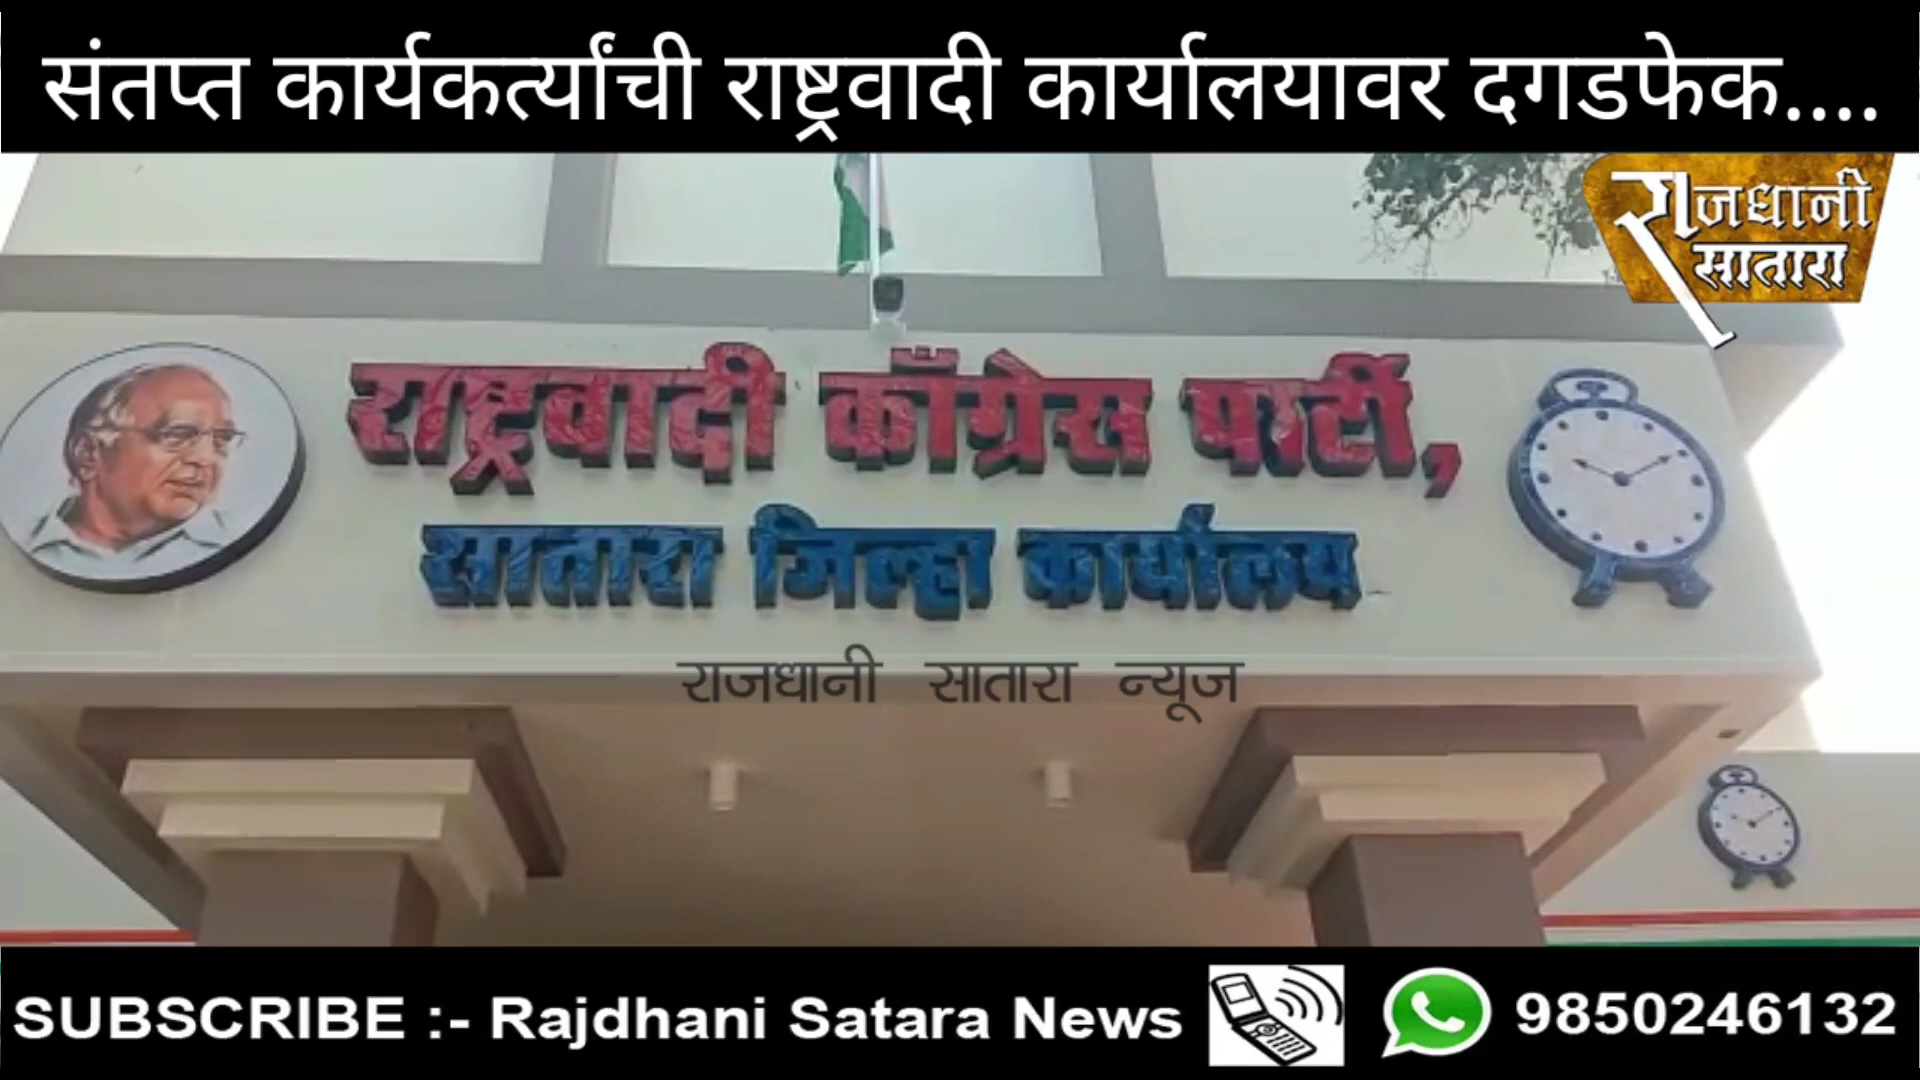 संतप्त कार्यकर्त्यांची राष्ट्रवादी कार्यालयावर दगडफेक....
राजधानी
सातारा
राष्ट्रवादी काँग्रेस पार्टी,
सातारा जिल्हा कार्यालय
राजधानी सातारा न्यूज
SUBSCRIBE :- Rajdhani Satara News 9850246132